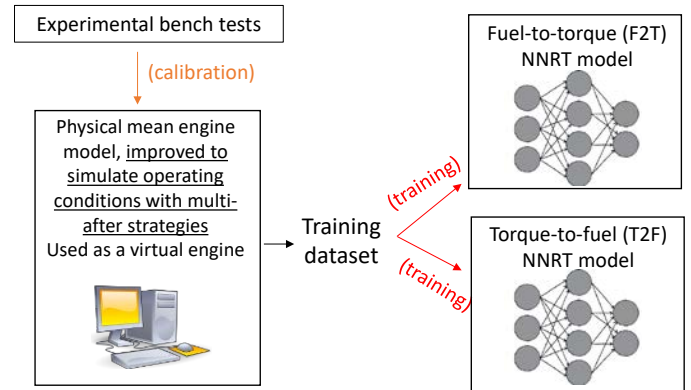 Experimental bench tests
(calibration)
Physical mean engine
model, improved to
simulate operating
conditions with multi-
after strategies
Used as a virtual engine
Training
dataset
(training)
(training)
Fuel-to-torque (F2T)
NNRT model
Torque-to-fuel (T2F)
NNRT model